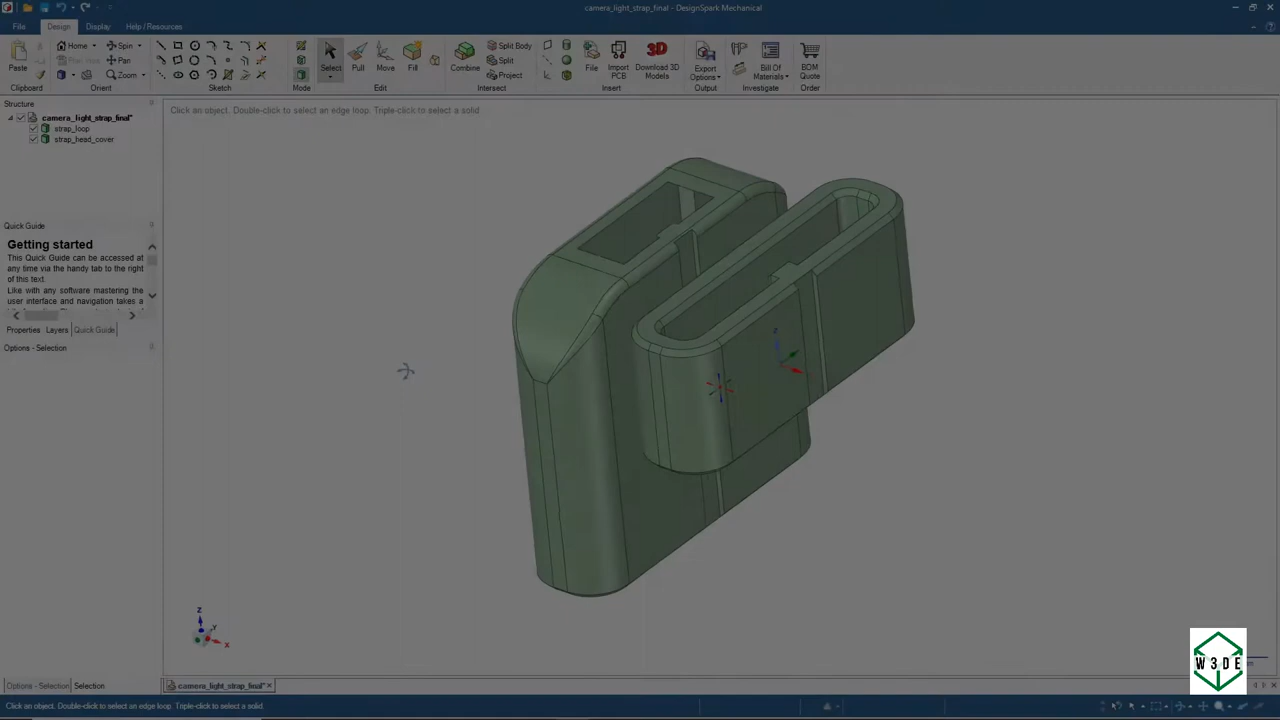 camera_light_strap_final - DesignSpark Mechanical
File Design Display Help / Resources
Paste
Home
Spin
Pan
Zoom
Select
Pull
Move
Fill
Combine
Split Body
Split
Project
File
Import PCB
Download 3D Models
3D
Export Options
Bill Of Materials
BOM Quote
Clipboard Orient Sketch Mode Edit Intersect Insert Output Investigate Order
Structure
Click an object. Double-click to select an edge loop. Triple-click to select a solid
camera_light_strap_final*
strap_loop
strap_head_cover
Quick Guide
Getting started
This Quick Guide can be accessed at
any time via the handy tab to the right
of this text.
Like with any software mastering the
user interface and navigation takes a
Properties Layers Quick Guide
Options - Selection
Z
Z
Y
X
W3DE
Options - Selection Selection
camera_light_strap_final*
Click an object. Double-click to select an edge loop. Triple-click to select a solid.